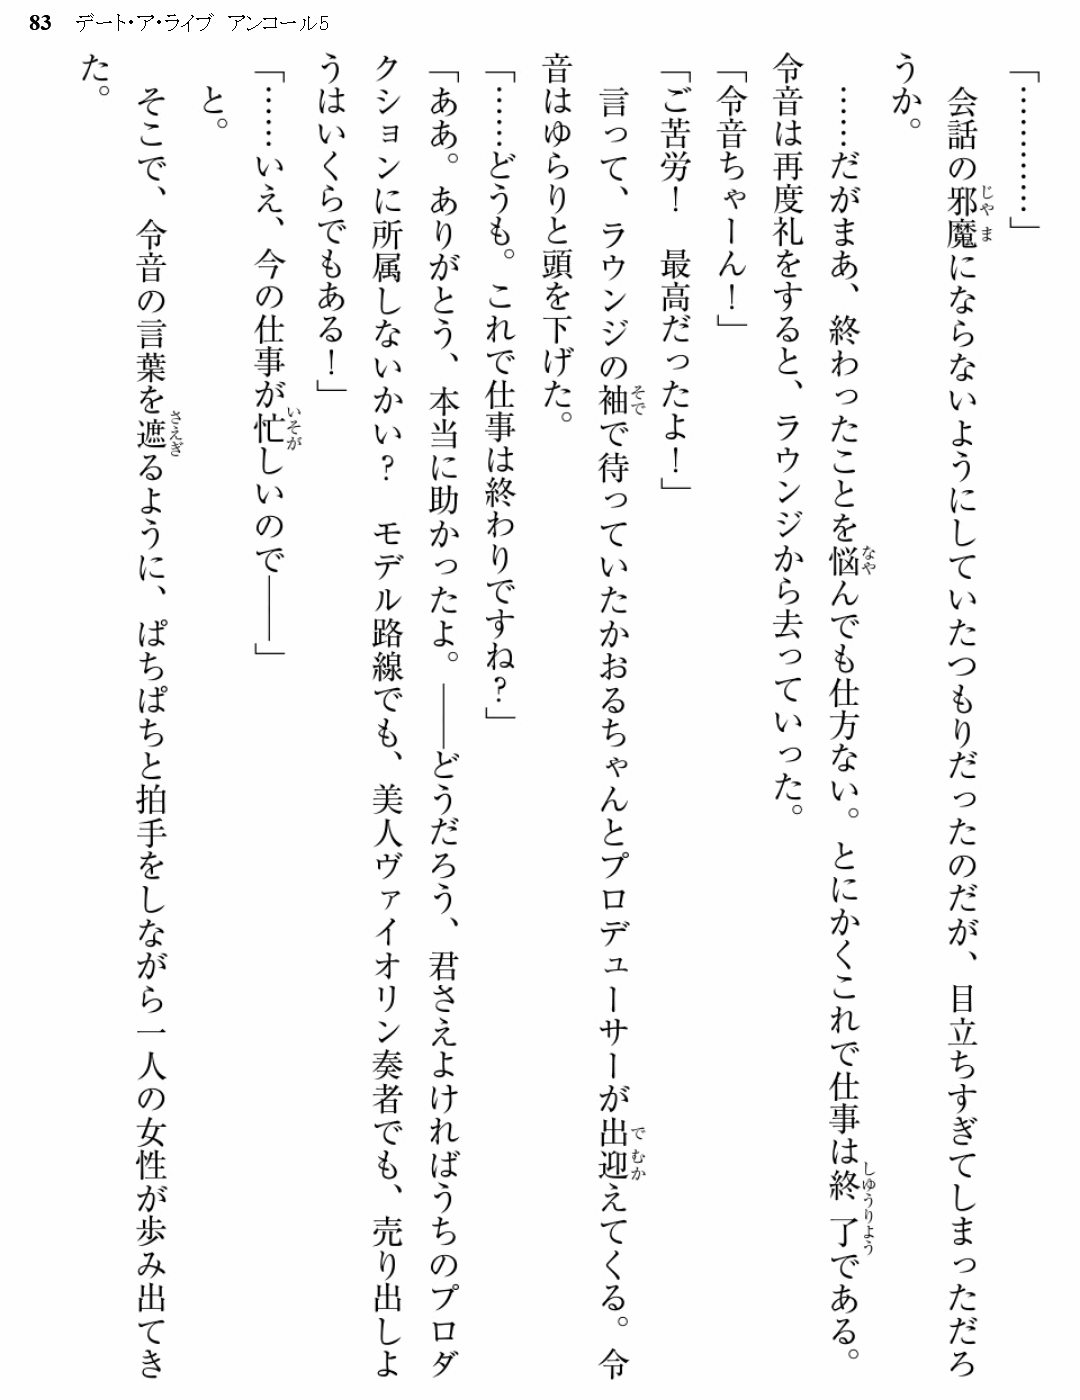 83 デート・ア・ライブ アンコール5
「…………」
　会話の邪魔にならないようにしていたつもりだったのだが、目立ちすぎてしまっただろ
うか。
　……だがまあ、終わったことを悩んでも仕方ない。とにかくこれで仕事は終了である。
令音は再度礼をすると、ラウンジから去っていった。
「令音ちゃーん！」
「ご苦労！　最高だったよ！」
　言って、ラウンジの袖で待っていたかおるちゃんとプロデューサーが出迎えてくる。令
音はゆらりと頭を下げた。
「……どうも。これで仕事は終わりですね？」
「ああ。ありがとう、本当に助かったよ。――どうだろう、君さえよければうちのプロダ
クションに所属しないかい？　モデル路線でも、美人ヴァイオリン奏者でも、売り出しよ
うはいくらでもある！」
「……いえ、今の仕事が忙しいので――」
　と。
　そこで、令音の言葉を遮るように、ぱちぱちと拍手をしながら一人の女性が歩み出てき
た。